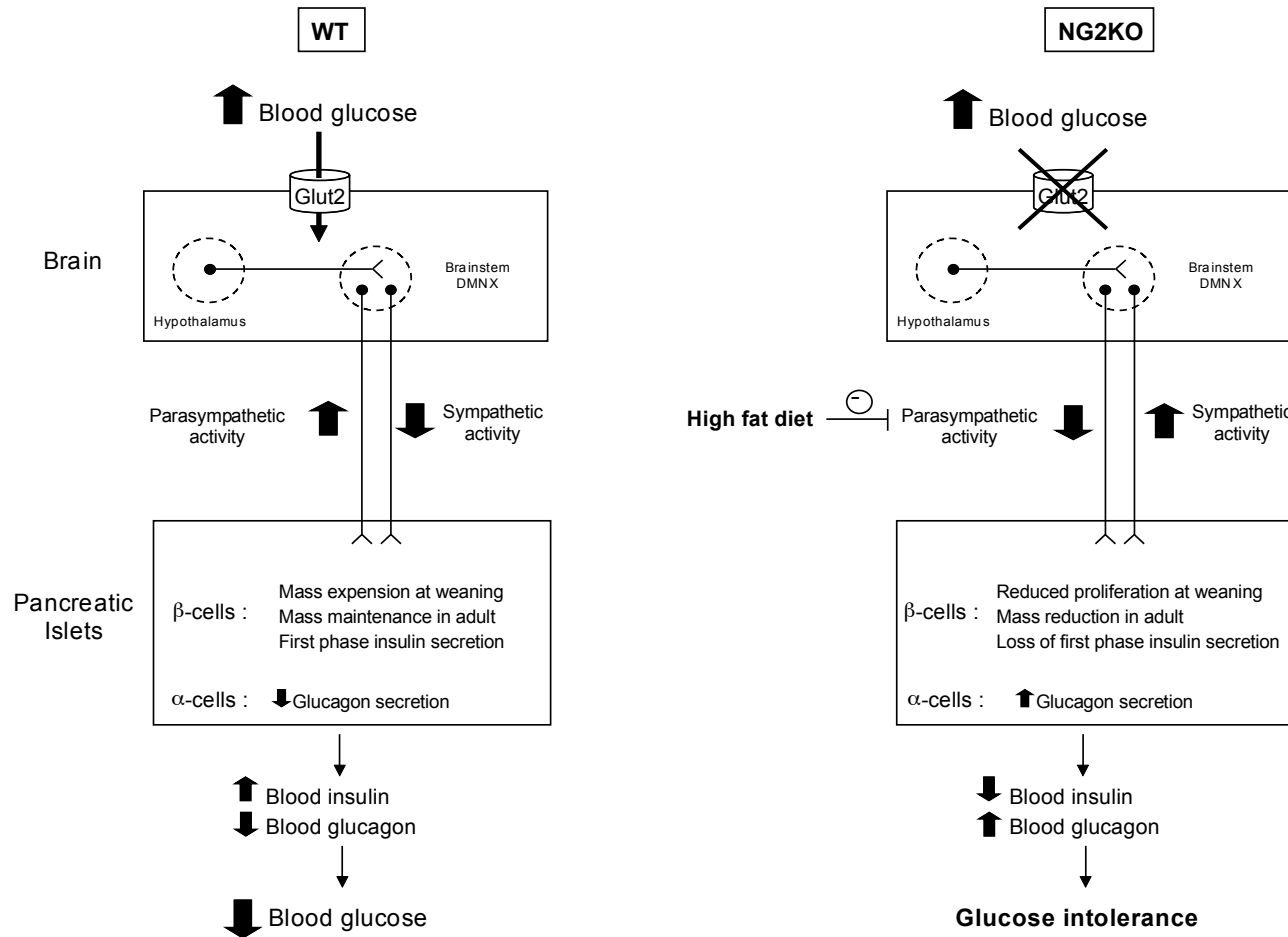 WT
Blood glucose
Glut2
Brain
Brainstem
DMNX
Hypothalamus
Parasympathetic
activity
Sympathetic
activity
Pancreatic
Islets
β-cells :
Mass expension at weaning
Mass maintenance in adult
First phase insulin secretion
α-cells :
Glucagon secretion
Blood insulin
Blood glucagon
Blood glucose
NG2KO
Blood glucose
Glut2
Brainstem
DMNX
Hypothalamus
High fat diet
−
Parasympathetic
activity
Sympathetic
activity
β-cells :
Reduced proliferation at weaning
Mass reduction in adult
Loss of first phase insulin secretion
α-cells :
Glucagon secretion
Blood insulin
Blood glucagon
Glucose intolerance